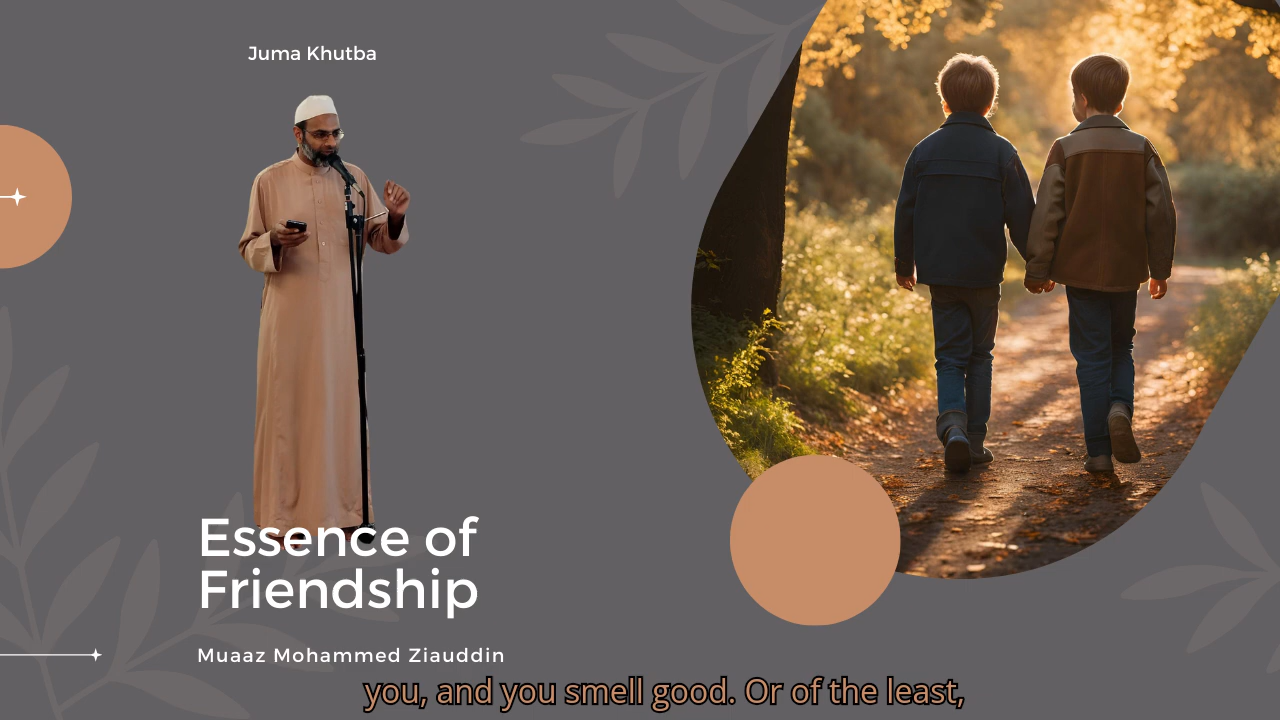 Juma Khutba
Essence of
Friendship
Muaaz Mohammed Ziauddin
you, and you smell good. Or of the least,